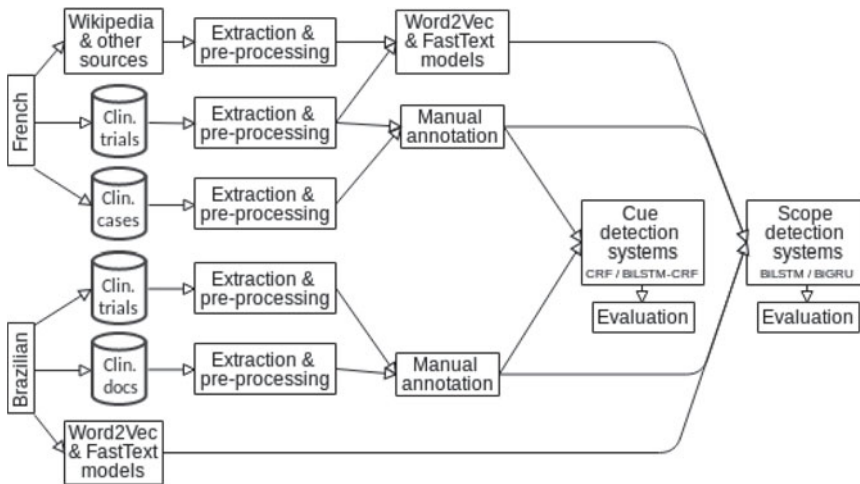 French
Wikipedia
& other
sources
Extraction &
pre-processing
Word2Vec
& FastText
models
Clin.
trials
Extraction &
pre-processing
Manual
annotation
Clin.
cases
Extraction &
pre-processing
Cue
detection
systems
CRF / BiLSTM-CRF
Evaluation
Scope
detection
systems
BiLSTM / BiGRU
Evaluation
Brazilian
Clin.
trials
Extraction &
pre-processing
Clin.
docs
Extraction &
pre-processing
Manual
annotation
Word2Vec
& FastText
models